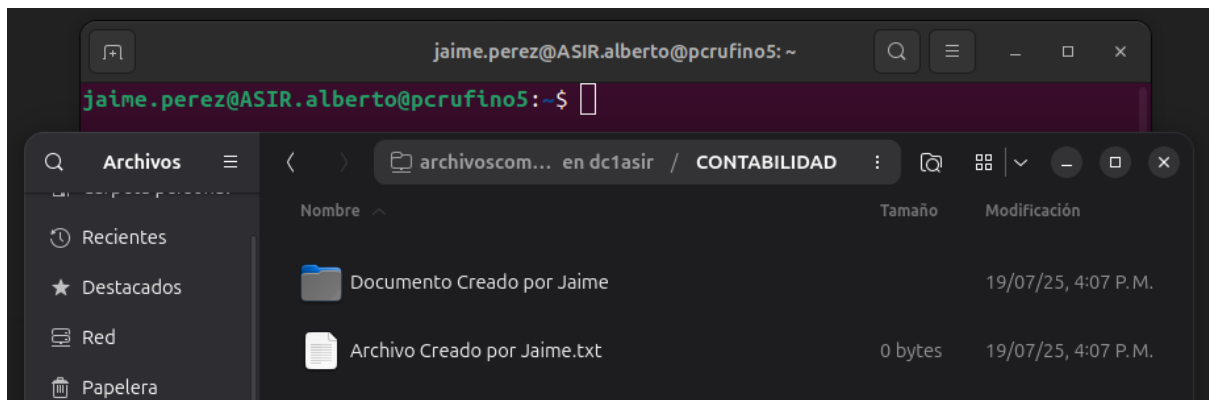 jaime.perez@ASIR.alberto@pcrufino5: ~
jaime.perez@ASIR.alberto@pcrufino5:~$
Archivos
archivoscom... en dc1asir / CONTABILIDAD
Nombre Tamaño Modificación
Recientes
Documento Creado por Jaime 19/07/25, 4:07 P.M.
Destacados
Red
Archivo Creado por Jaime.txt 0 bytes 19/07/25, 4:07 P.M.
Papelera